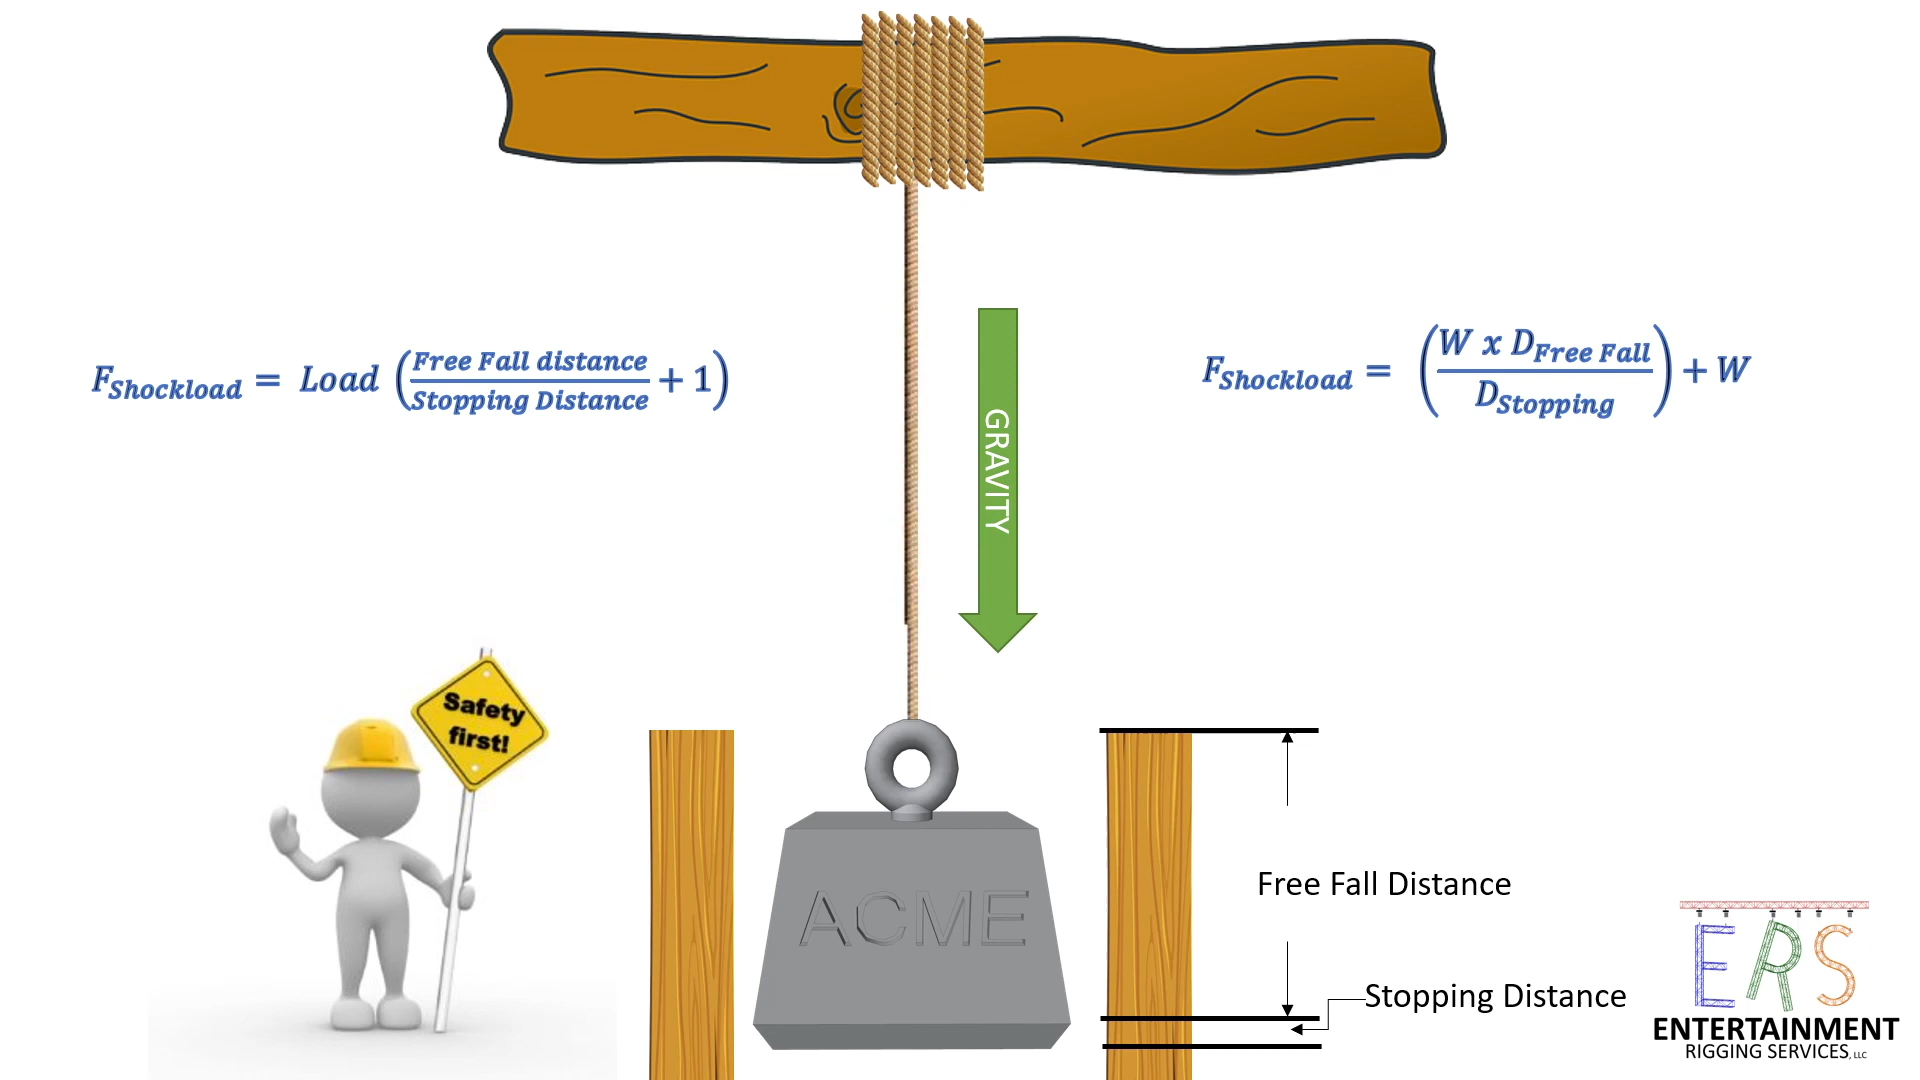 GRAVITY
F_Shockload = Load (Free Fall distance / Stopping Distance + 1)
F_Shockload = (W x D_Free Fall / D_Stopping) + W
Safety
first!
ACME
Free Fall Distance
Stopping Distance
ERS
ENTERTAINMENT
RIGGING SERVICES, LLC